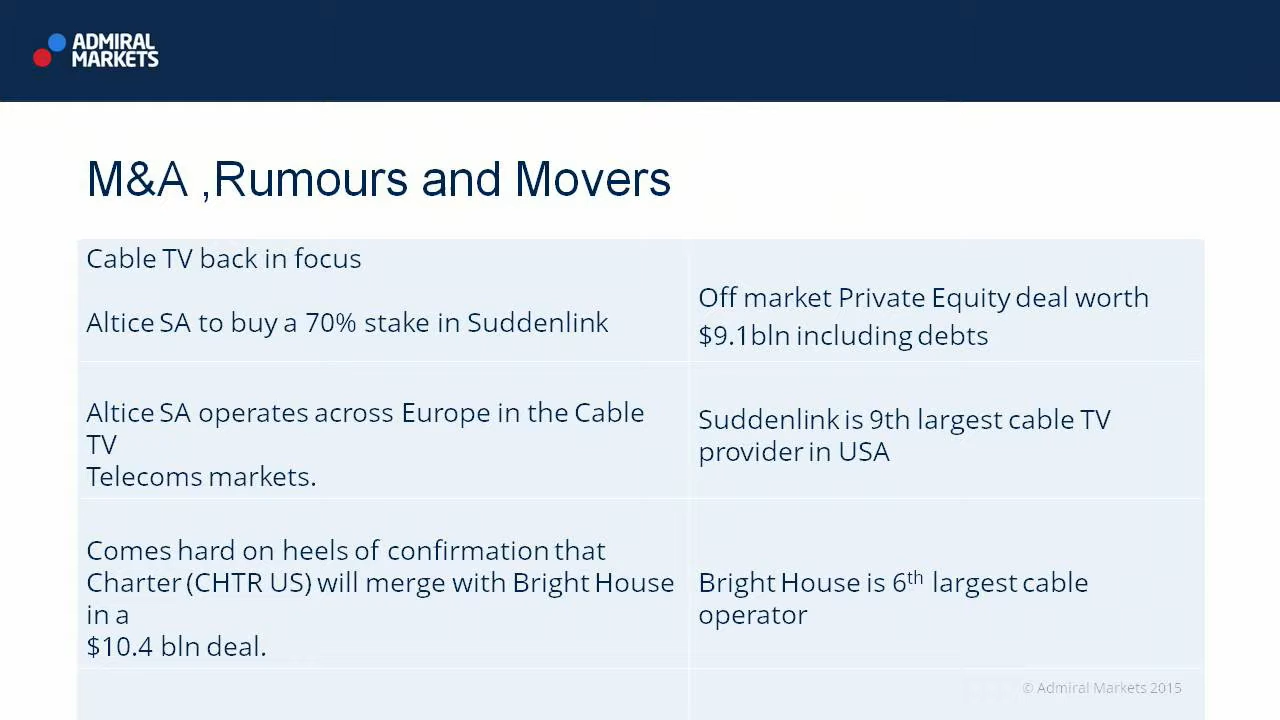 ADMIRAL
MARKETS
M&A ,Rumours and Movers
Cable TV back in focus
Altice SA to buy a 70% stake in Suddenlink
Off market Private Equity deal worth
$9.1bln including debts
Altice SA operates across Europe in the Cable
TV
Telecoms markets.
Suddenlink is 9th largest cable TV
provider in USA
Comes hard on heels of confirmation that
Charter (CHTR US) will merge with Bright House
in a
$10.4 bln deal.
Bright House is 6th largest cable
operator
© Admiral Markets 2015